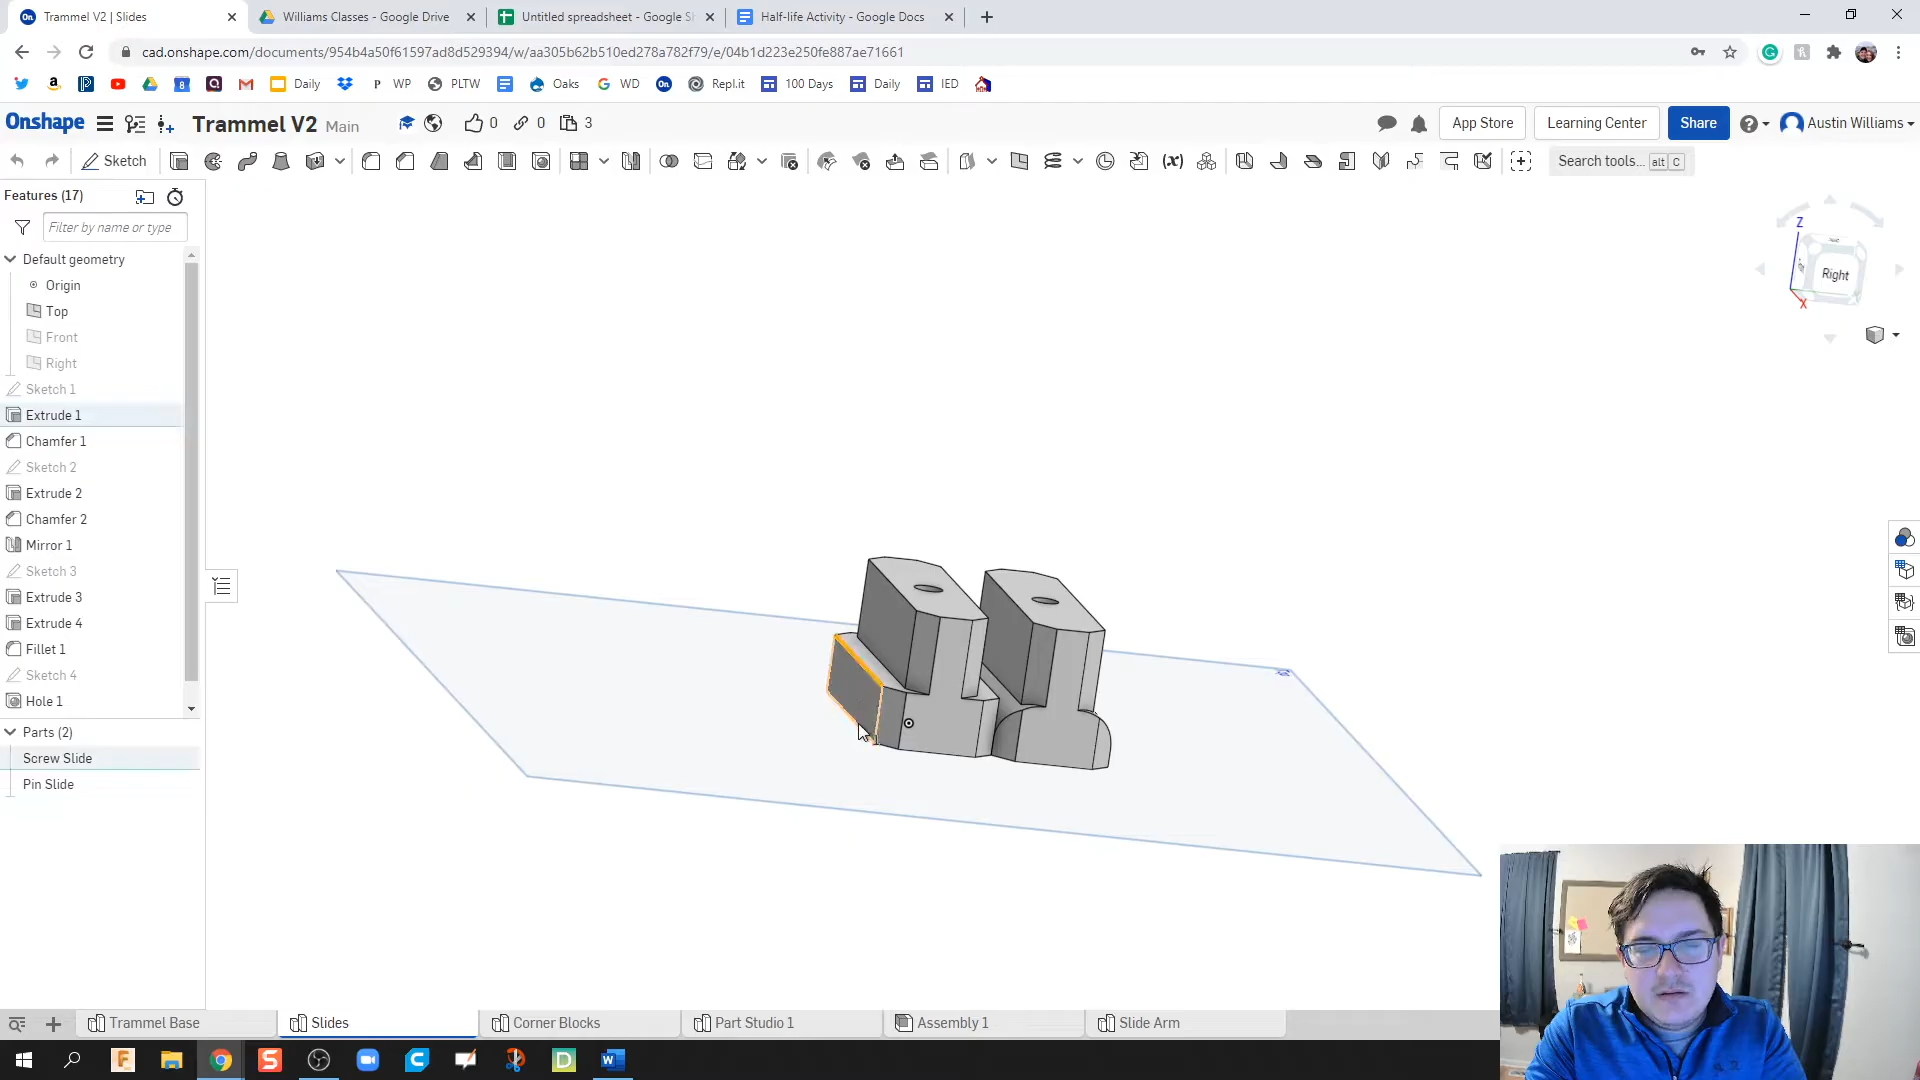 Trammel V2 | Slides
Williams Classes - Google Drive
Untitled spreadsheet - Google S
Half-life Activity - Google Docs
cad.onshape.com/documents/954b4a50f61597ad8d529394/w/aa305b62b510ed278a782f79/e/04b1d223e250fe887ae71661
Daily
WP
PLTW
Oaks
WD
Repl.it
100 Days
Daily
IED
Onshape
Trammel V2 Main
0
0
3
App Store
Learning Center
Share
Austin Williams
Sketch
Search tools... alt C
Features (17)
Filter by name or type
Default geometry
Origin
Top
Front
Right
Sketch 1
Extrude 1
Chamfer 1
Sketch 2
Extrude 2
Chamfer 2
Mirror 1
Sketch 3
Extrude 3
Extrude 4
Fillet 1
Sketch 4
Hole 1
Parts (2)
Screw Slide
Pin Slide
Z
Right
X
Trammel Base
Slides
Corner Blocks
Part Studio 1
Assembly 1
Slide Arm